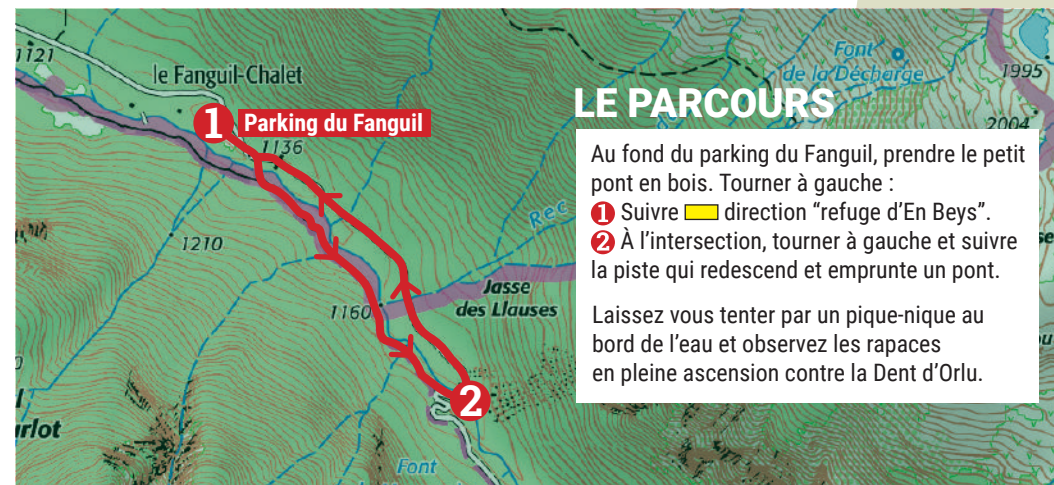 1121
le Fanguil-Chalet
1 Parking du Fanguil
1136
1210
1160
Jasse
des Llauses
Rec
2
Font
de la Décharge
1995
2004
Font
LE PARCOURS
Au fond du parking du Fanguil, prendre le petit
pont en bois. Tourner à gauche :
1 Suivre direction “refuge d’En Beys”.
2 À l’intersection, tourner à gauche et suivre
la piste qui redescend et emprunte un pont.
Laissez vous tenter par un pique-nique au
bord de l’eau et observez les rapaces
en pleine ascension contre la Dent d’Orlu.